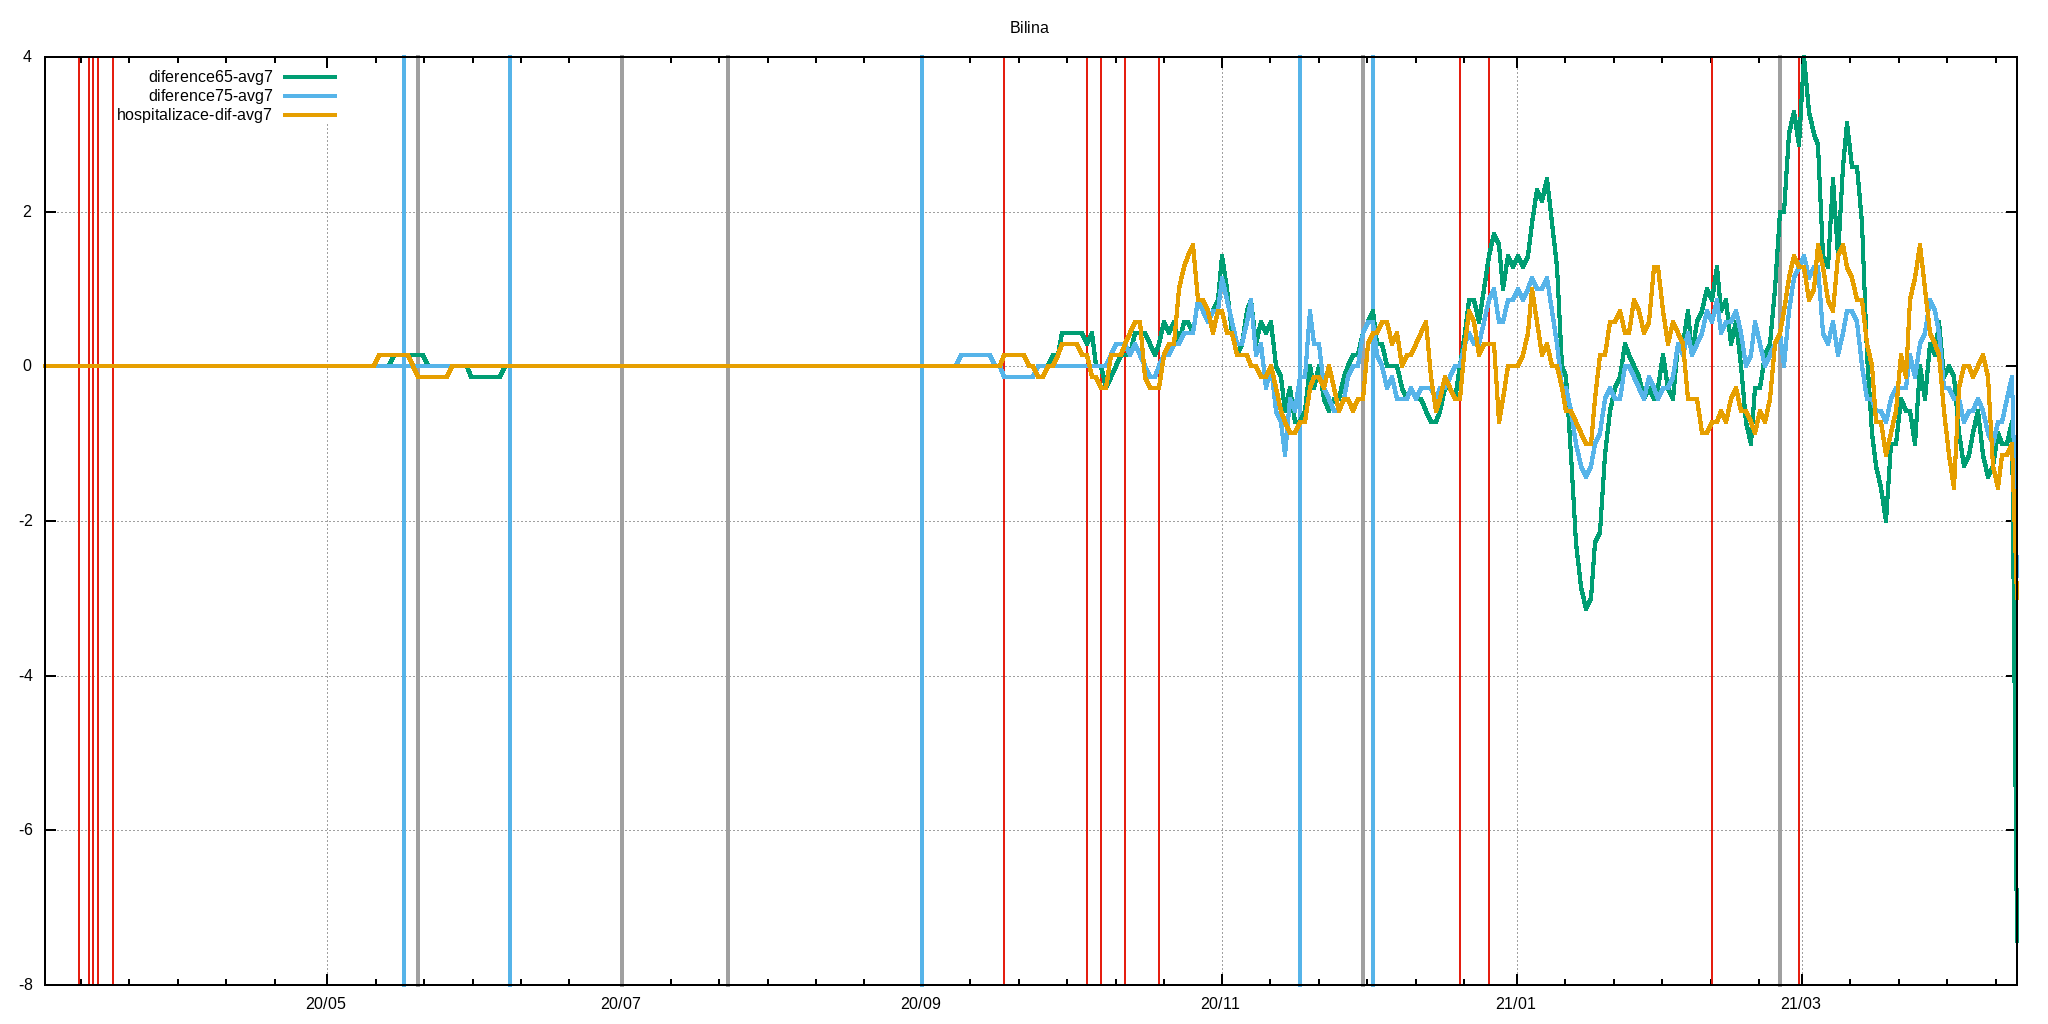 Bilina
4
diference65-avg7
diference75-avg7
hospitalizace-dif-avg7
2
0
-2
-4
-6
-8
20/05 20/07 20/09 20/11 21/01 21/03